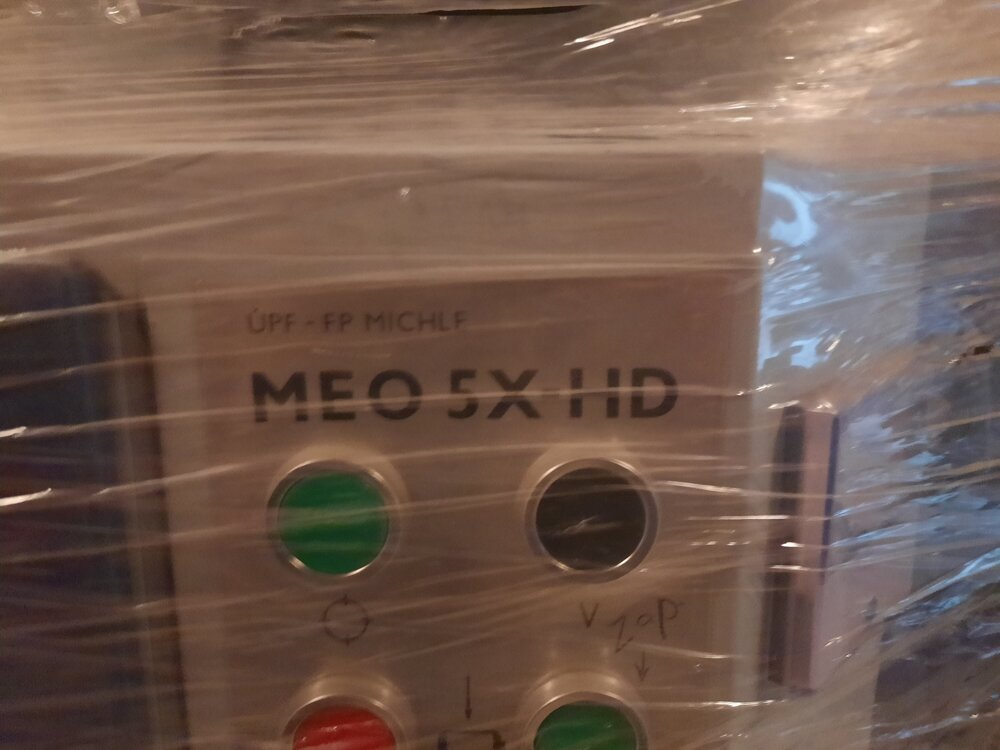 ÚPF - FP MICHLE
MEO 5X HD
V
ZOP